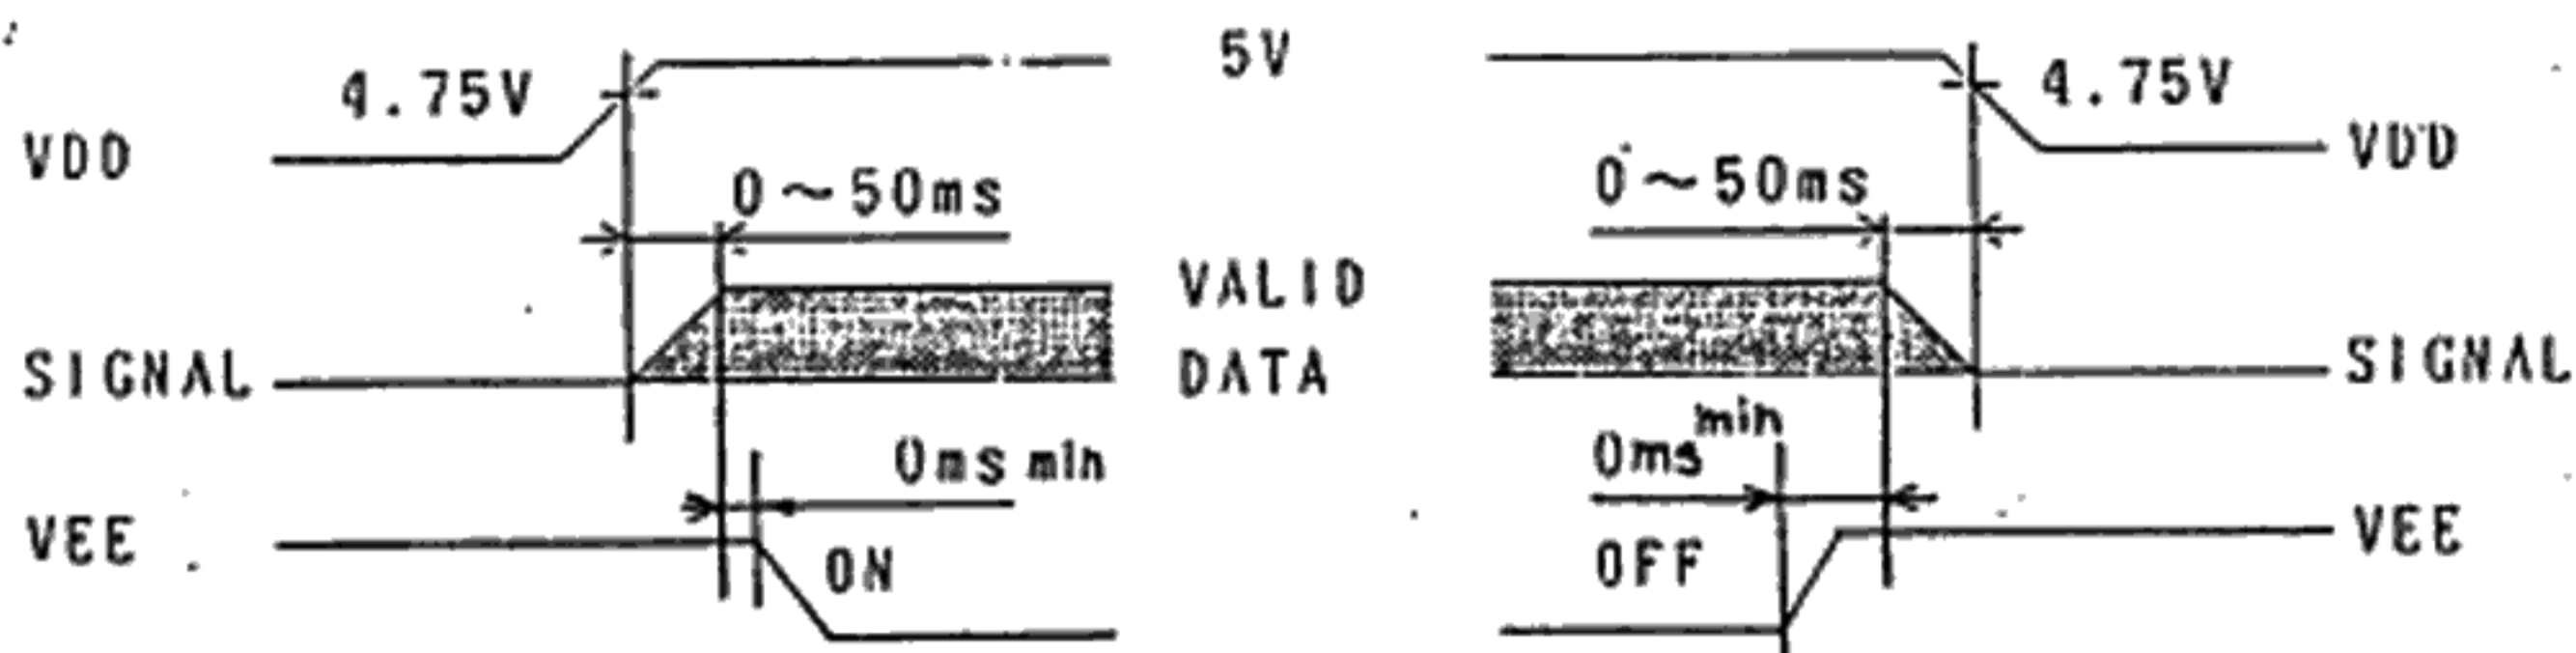 5V
4.75V
4.75V
VDD
VDD
0~50ms
0~50ms
VALID
DATA
SIGNAL
SIGNAL
0ms min
0ms min
VEE
ON
OFF
VEE